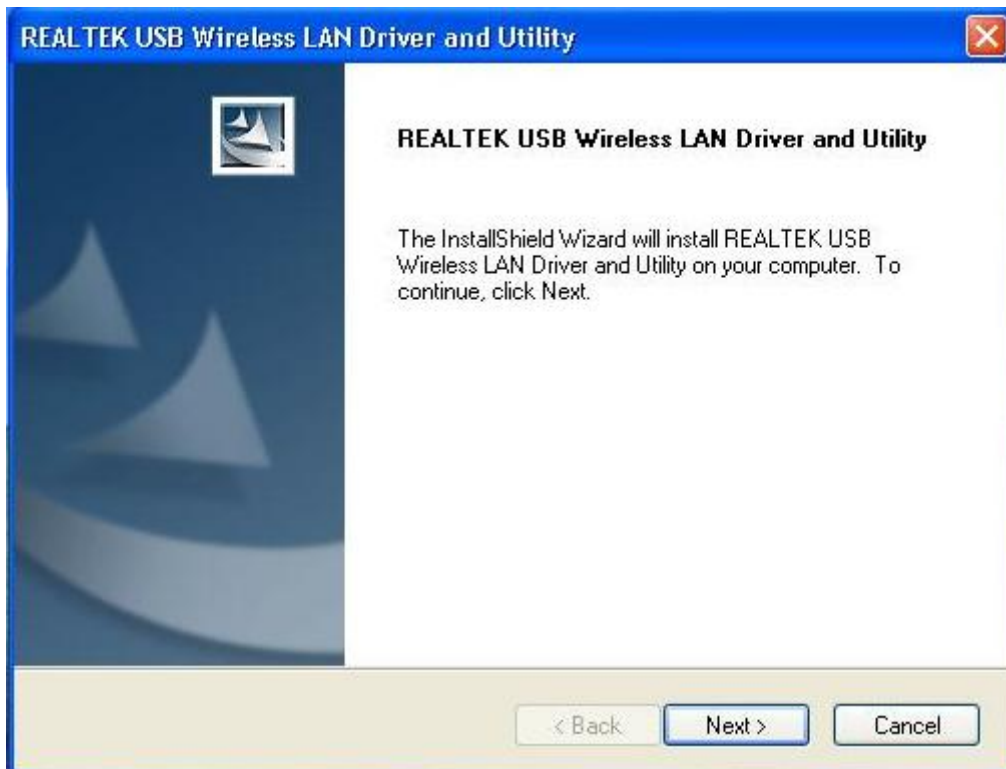 REALTEK USB Wireless LAN Driver and Utility
REALTEK USB Wireless LAN Driver and Utility
The InstallShield Wizard will install REALTEK USB
Wireless LAN Driver and Utility on your computer. To
continue, click Next.
< Back
Next >
Cancel